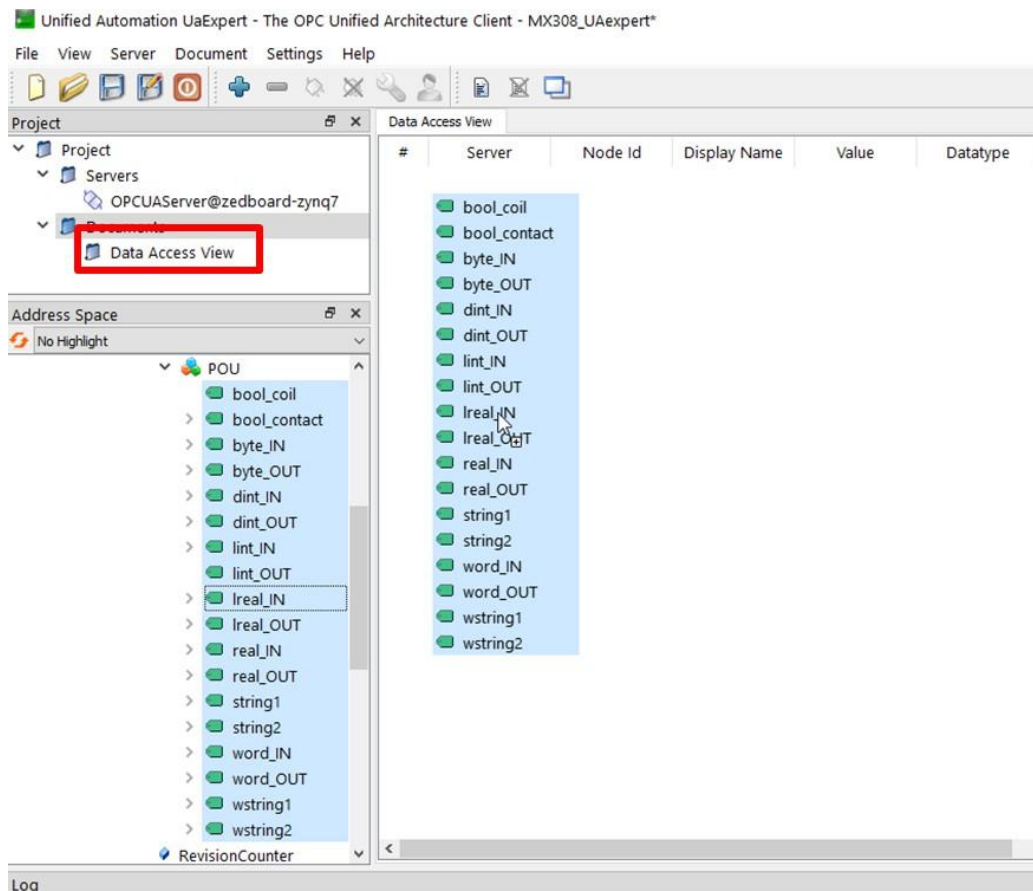 Unified Automation UaExpert - The OPC Unified Architecture Client - MX308_UAexpert*
File View Server Document Settings Help
Project
Project
Servers
OPCUAServer@zedboard-zynq7
Documents
Data Access View
Address Space
No Highlight
POU
bool_coil
bool_contact
byte_IN
byte_OUT
dint_IN
dint_OUT
lint_IN
lint_OUT
lreal_IN
lreal_OUT
real_IN
real_OUT
string1
string2
word_IN
word_OUT
wstring1
wstring2
RevisionCounter
Data Access View
# Server Node Id Display Name Value Datatype
bool_coil
bool_contact
byte_IN
byte_OUT
dint_IN
dint_OUT
lint_IN
lint_OUT
lreal_IN
lreal_OUT
real_IN
real_OUT
string1
string2
word_IN
word_OUT
wstring1
wstring2
Log